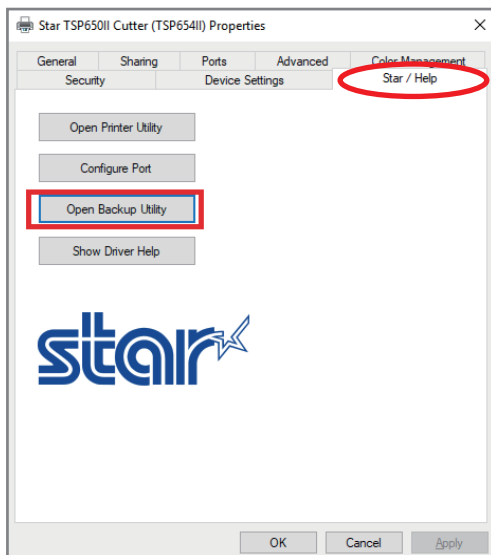 Star TSP650II Cutter (TSP654II) Properties
General Sharing Ports Advanced Color Management
Security Device Settings Star / Help
Open Printer Utility
Configure Port
Open Backup Utility
Show Driver Help
star
OK Cancel Apply